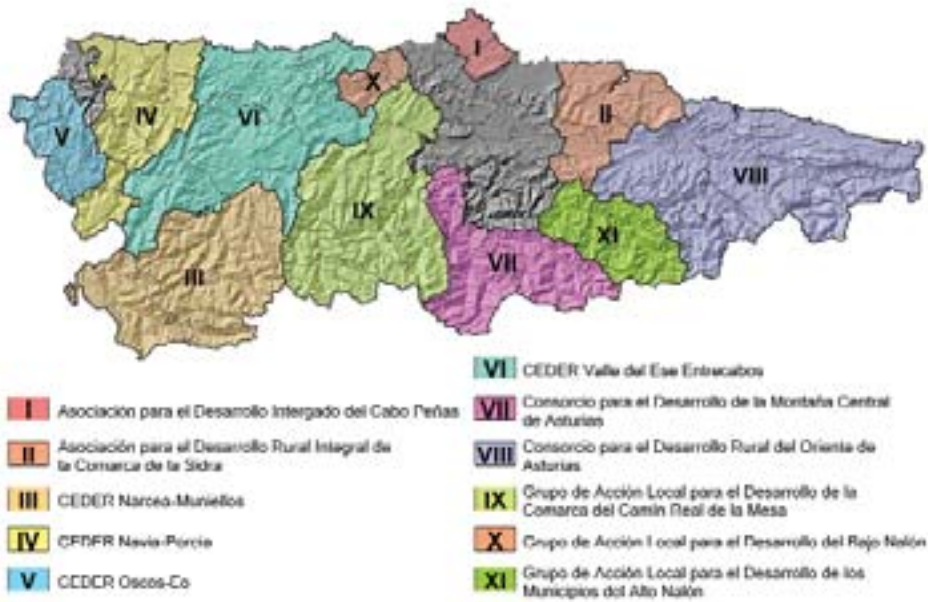 I
X
II
IV
V
VI
VIII
IX
XI
VII
III
I Asociación para el Desarrollo Intergado del Cabo Peñas
II Asociación para el Desarrollo Rural Integral de
la Comarca de la Sidra
III CEDER Narcea-Muniellos
IV CEDER Navia-Porcía
V CEDER Oscos-Eo
VI CEDER Valle del Ese Entrecabos
VII Consorcio para el Desarrollo de la Montaña Central
de Asturias
VIII Consorcio para el Desarrollo Rural del Oriente de
Asturias
IX Grupo de Acción Local para el Desarrollo de la
Comarca del Camín Real de la Mesa
X Grupo de Acción Local para el Desarrollo del Bajo Nalón
XI Grupo de Acción Local para el Desarrollo de los
Municipios del Alto Nalón